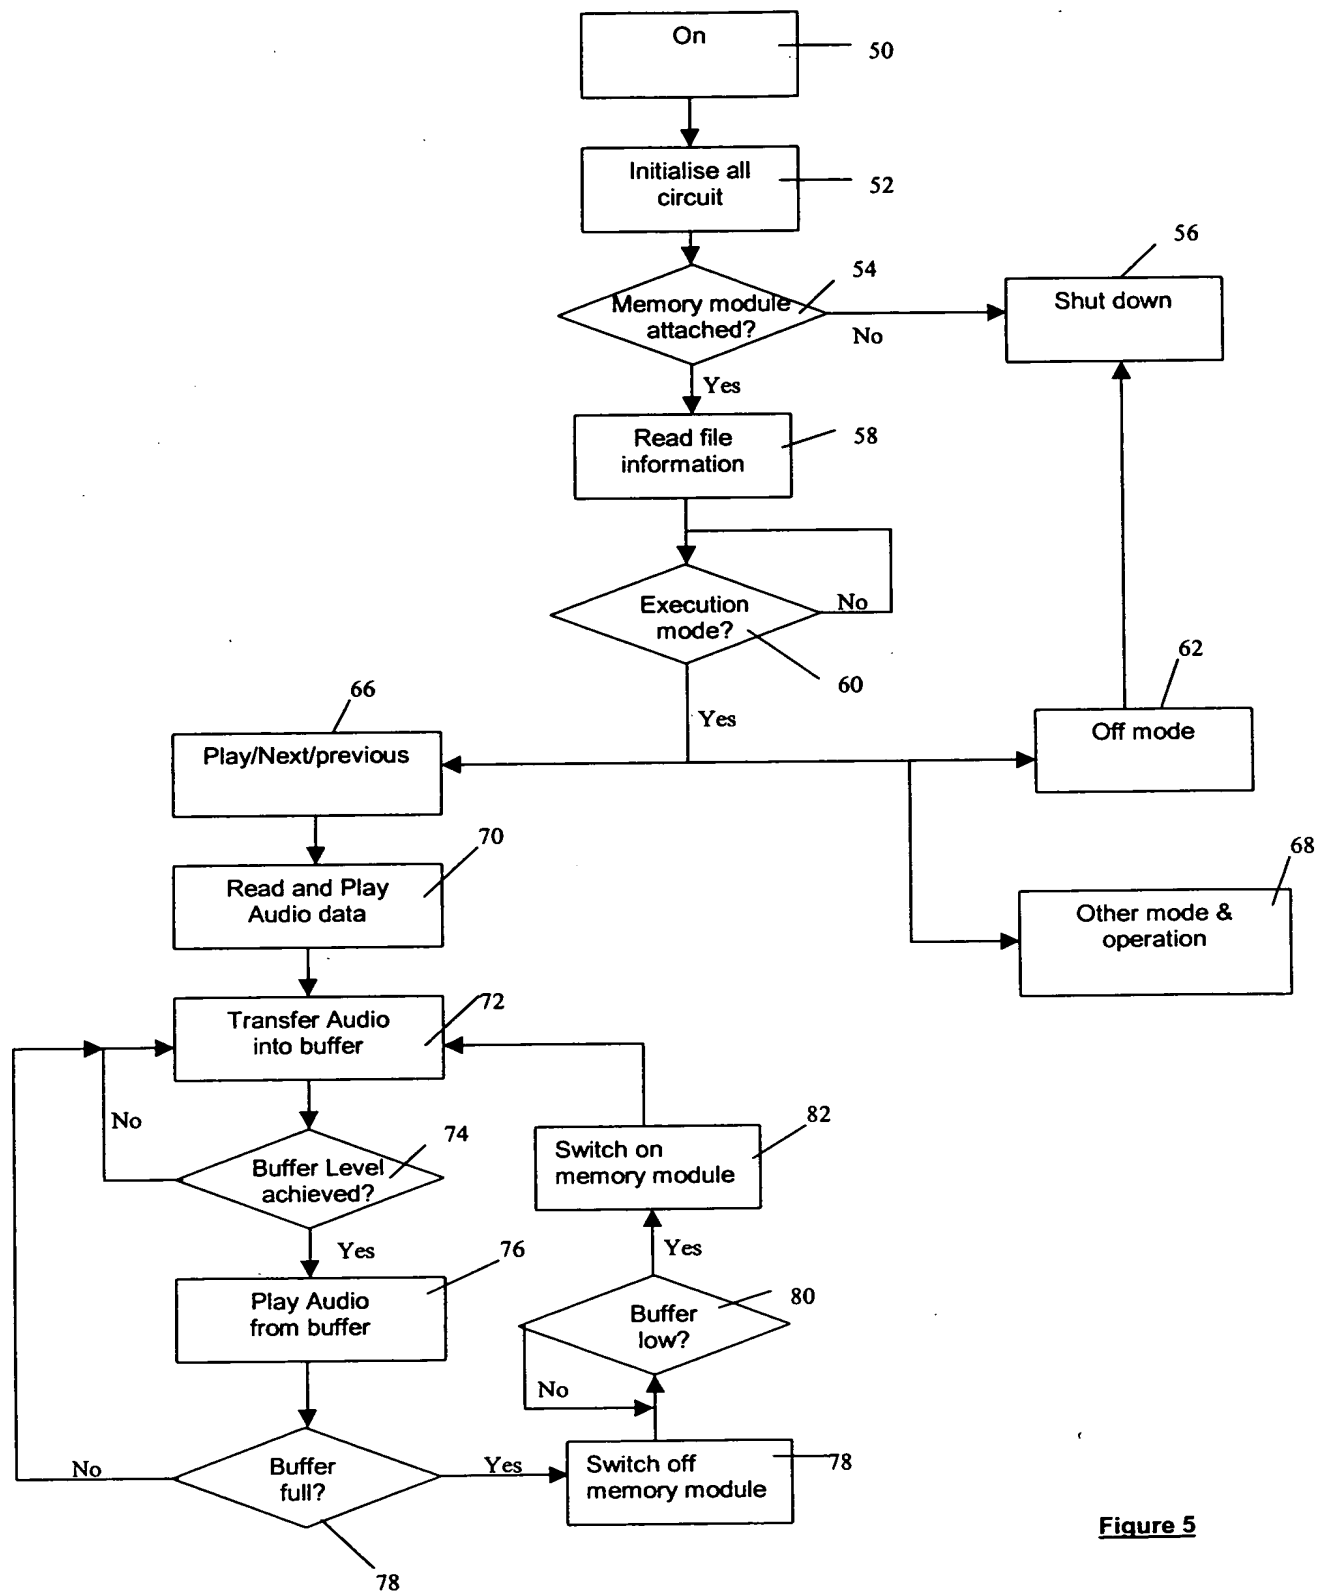 On
50
Initialise all
circuit
52
56
Shut down
54
Memory module
attached?
No
Yes
Read file
information
58
Execution
mode?
No
60
62
Off mode
66
Yes
Play/Next/previous
70
Read and Play
Audio data
68
Other mode &
operation
72
Transfer Audio
into buffer
No
74
Buffer Level
achieved?
82
Switch on
memory module
Yes
76
Play Audio
from buffer
Yes
80
Buffer
low?
No
Buffer
full?
No
Yes
Switch off
memory module
78
78
Figure 5